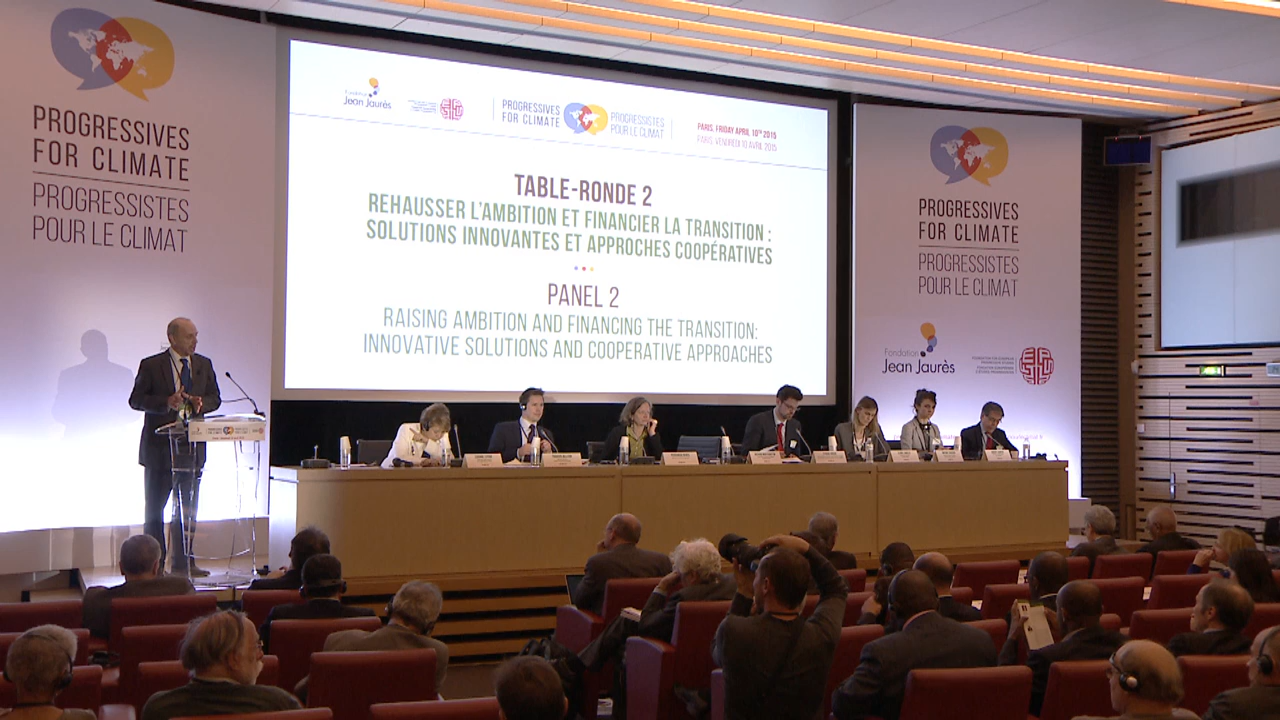 PROGRESSIVES
FOR CLIMATE
PROGRESSISTES
POUR LE CLIMAT
Fondation
Jean Jaurès
PROGRESSIVES
FOR CLIMATE
PROGRESSISTES
POUR LE CLIMAT
PARIS, FRIDAY APRIL 10TH 2015
PARIS, VENDREDI 10 AVRIL 2015
TABLE-RONDE 2
REHAUSSER L'AMBITION ET FINANCIER LA TRANSITION :
SOLUTIONS INNOVANTES ET APPROCHES COOPÉRATIVES
PANEL 2
RAISING AMBITION AND FINANCING THE TRANSITION:
INNOVATIVE SOLUTIONS AND COOPERATIVE APPROACHES
PROGRESSIVES
FOR CLIMATE
PROGRESSISTES
POUR LE CLIMAT
Fondation
Jean Jaurès